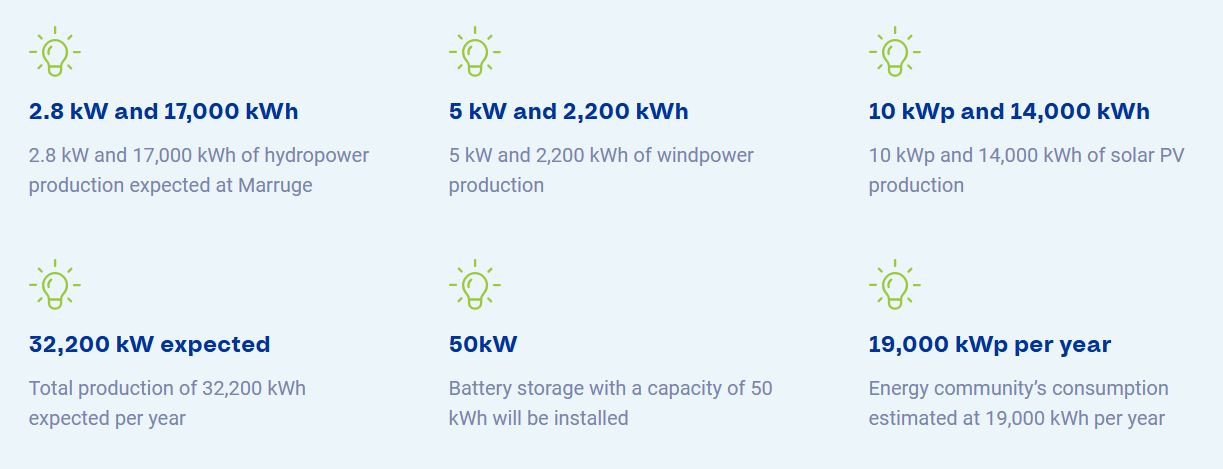 2.8 kW and 17,000 kWh
2.8 kW and 17,000 kWh of hydropower
production expected at Marruge
5 kW and 2,200 kWh
5 kW and 2,200 kWh of windpower
production
10 kWp and 14,000 kWh
10 kWp and 14,000 kWh of solar PV
production
32,200 kW expected
Total production of 32,200 kWh
expected per year
50kW
Battery storage with a capacity of 50
kWh will be installed
19,000 kWp per year
Energy community’s consumption
estimated at 19,000 kWh per year